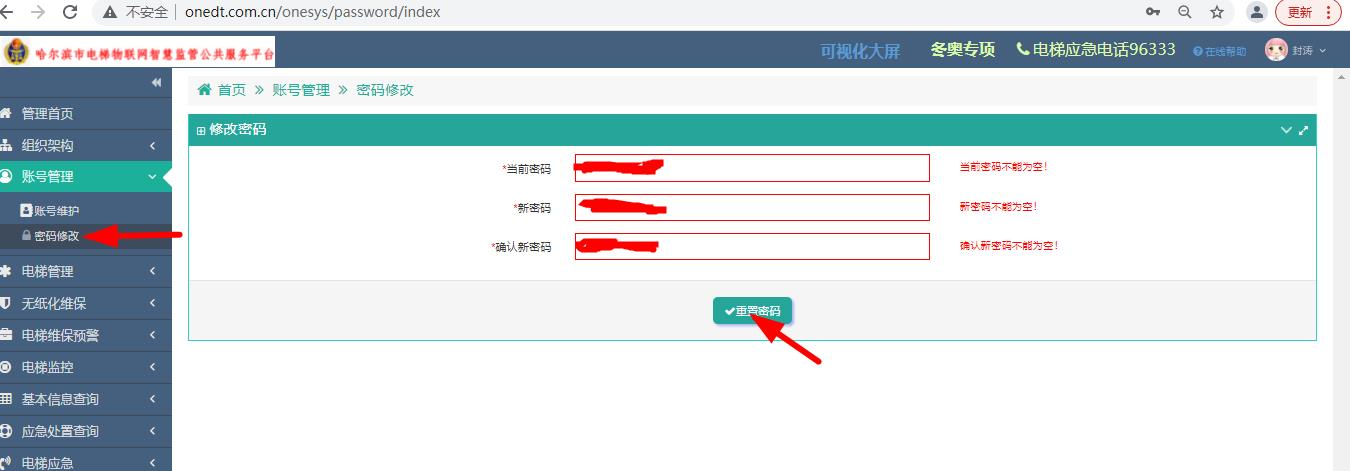 不安全 | onedt.com.cn/onesys/password/index
更新
哈尔滨市电梯物联网智慧监管公共服务平台
可视化大屏
冬奥专项
电梯应急电话96333
在线帮助
封涛
管理首页
组织架构
账号管理
账号维护
密码修改
电梯管理
无纸化维保
电梯维保预警
电梯监控
基本信息查询
应急处置查询
电梯应急
首页 » 账号管理 » 密码修改
修改密码
*当前密码
当前密码不能为空!
*新密码
新密码不能为空!
*确认新密码
确认新密码不能为空!
重置密码